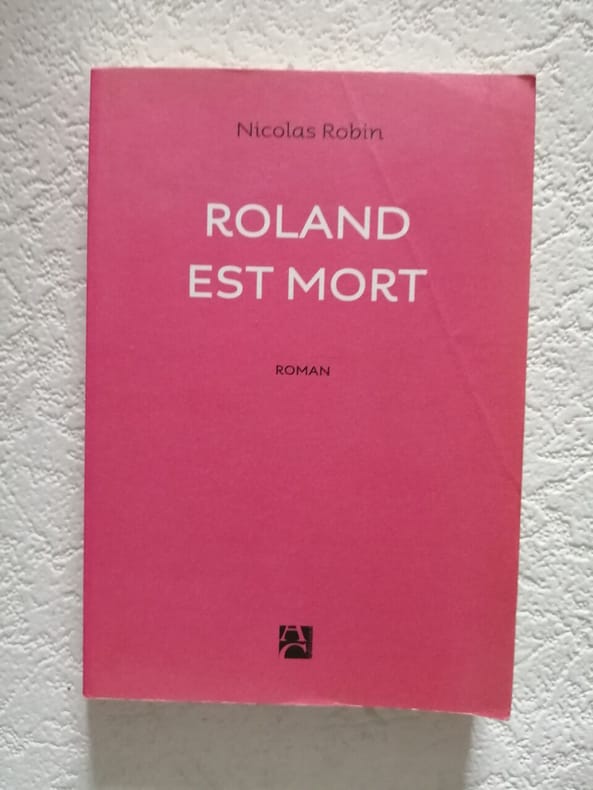 Nicolas Robin
ROLAND
EST MORT
ROMAN